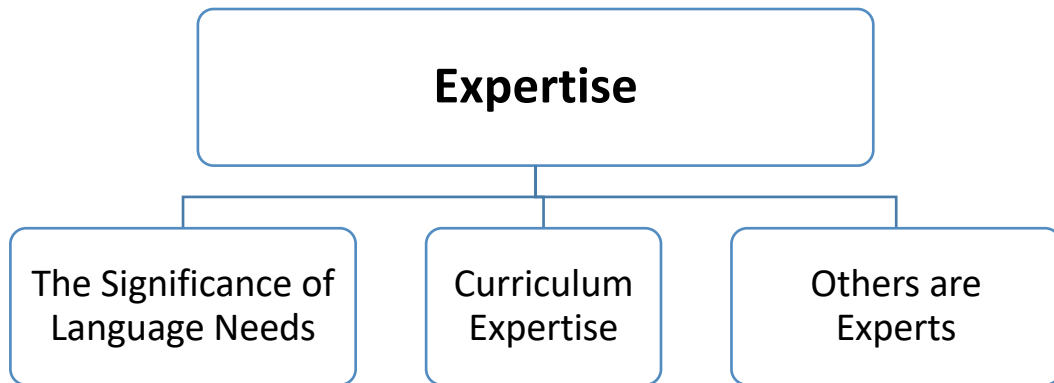 Expertise
The Significance of
Language Needs
Curriculum
Expertise
Others are
Experts